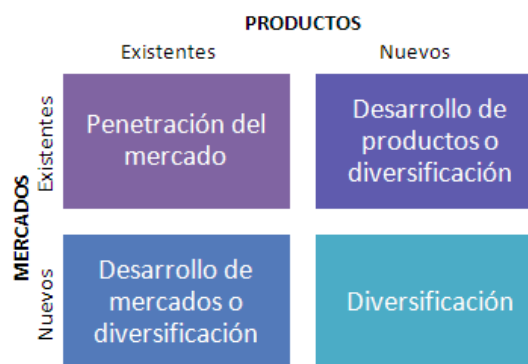 PRODUCTOS
Existentes
Nuevos
MERCADOS
Existentes
Penetración del
mercado
Desarrollo de
productos o
diversificación
Nuevos
Desarrollo de
mercados o
diversificación
Diversificación